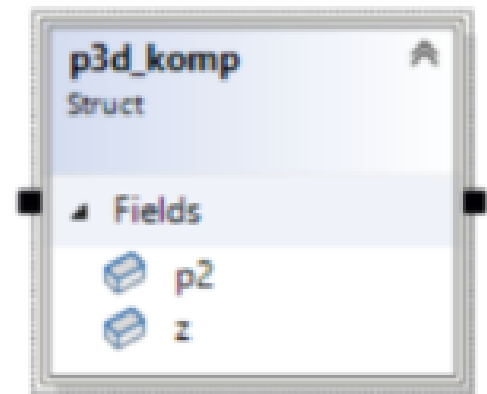 p3d_komp
Struct
Fields
p2
z